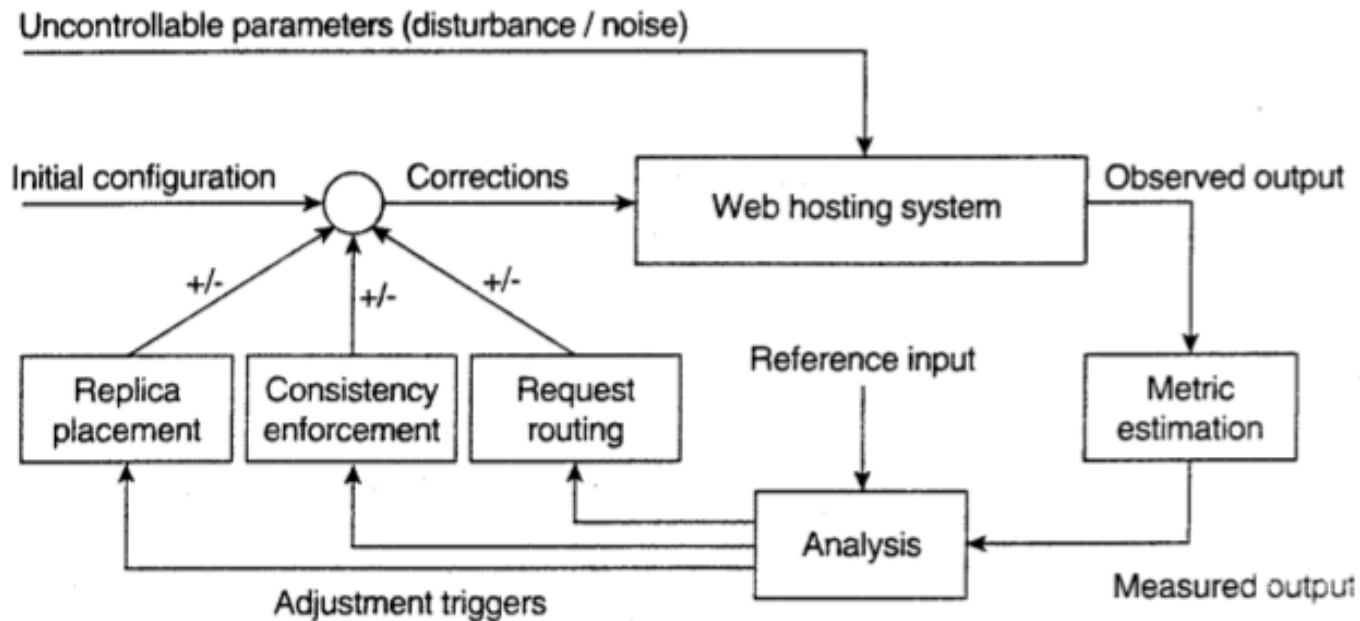 Uncontrollable parameters (disturbance / noise)
Initial configuration
Corrections
Web hosting system
Observed output
+/-
+/-
+/-
Replica
placement
Consistency
enforcement
Request
routing
Reference input
Metric
estimation
Analysis
Adjustment triggers
Measured output